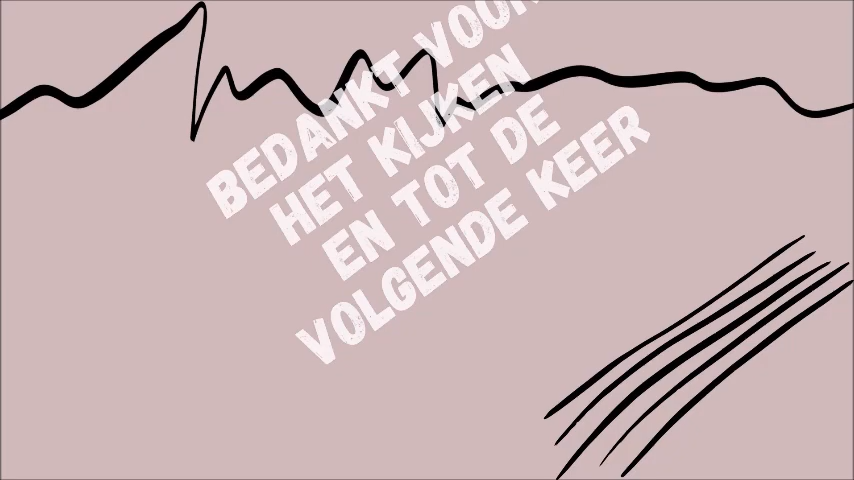 BEDANKT VOOR
HET KIJKEN
EN TOT DE
VOLGENDE KEER